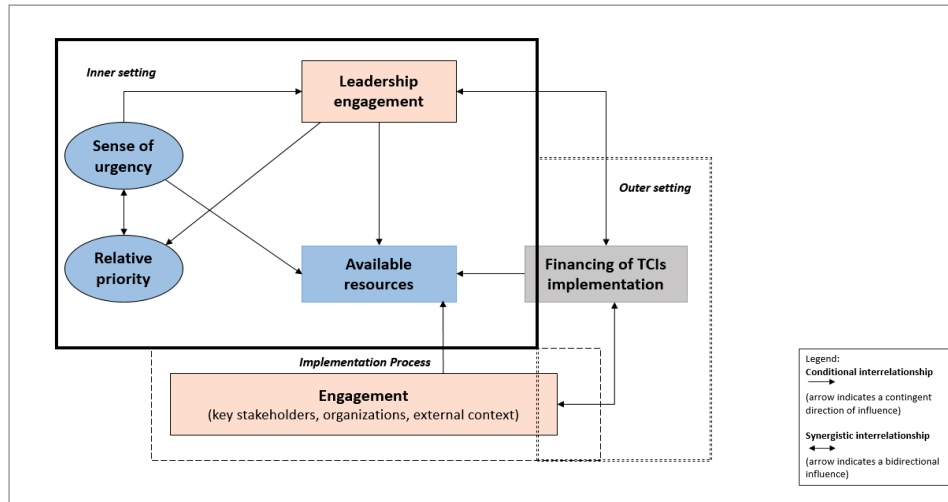 Inner setting
Leadership
engagement
Sense of
urgency
Outer setting
Relative
priority
Available
resources
Financing of TCIs
implementation
Implementation Process
Engagement
(key stakeholders, organizations, external context)
Legend:
Conditional interrelationship
(arrow indicates a contingent
direction of influence)
Synergistic interrelationship
(arrow indicates a bidirectional
influence)